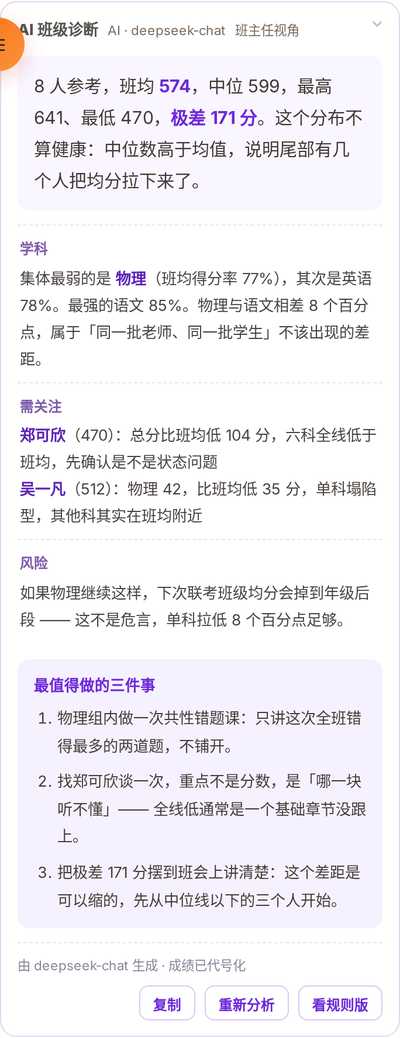 AI 班级诊断 AI · deepseek-chat 班主任视角
8 人参考，班均 574，中位 599，最高
641、最低 470，极差 171 分。这个分布不
算健康：中位数高于均值，说明尾部有几
个人把均分拉下来了。
学科
集体最弱的是 物理（班均得分率 77%），其次是英语
78%。最强的语文 85%。物理与语文相差 8 个百分
点，属于「同一批老师、同一批学生」不该出现的差
距。
需关注
郑可欣（470）：总分比班均低 104 分，六科全线低于
班均，先确认是不是状态问题
吴一凡（512）：物理 42，比班均低 35 分，单科塌陷
型，其他科其实在班均附近
风险
如果物理继续这样，下次联考班级均分会掉到年级后
段 —— 这不是危言，单科拉低 8 个百分点足够。
最值得做的三件事
1. 物理组内做一次共性错题课：只讲这次全班错
得最多的两道题，不铺开。
2. 找郑可欣谈一次，重点不是分数，是「哪一块
听不懂」—— 全线低通常是一个基础章节没跟
上。
3. 把极差 171 分摆到班会上讲清楚：这个差距是
可以缩的，先从中位线以下的三个人开始。
由 deepseek-chat 生成 · 成绩已代号化
复制 重新分析 看规则版